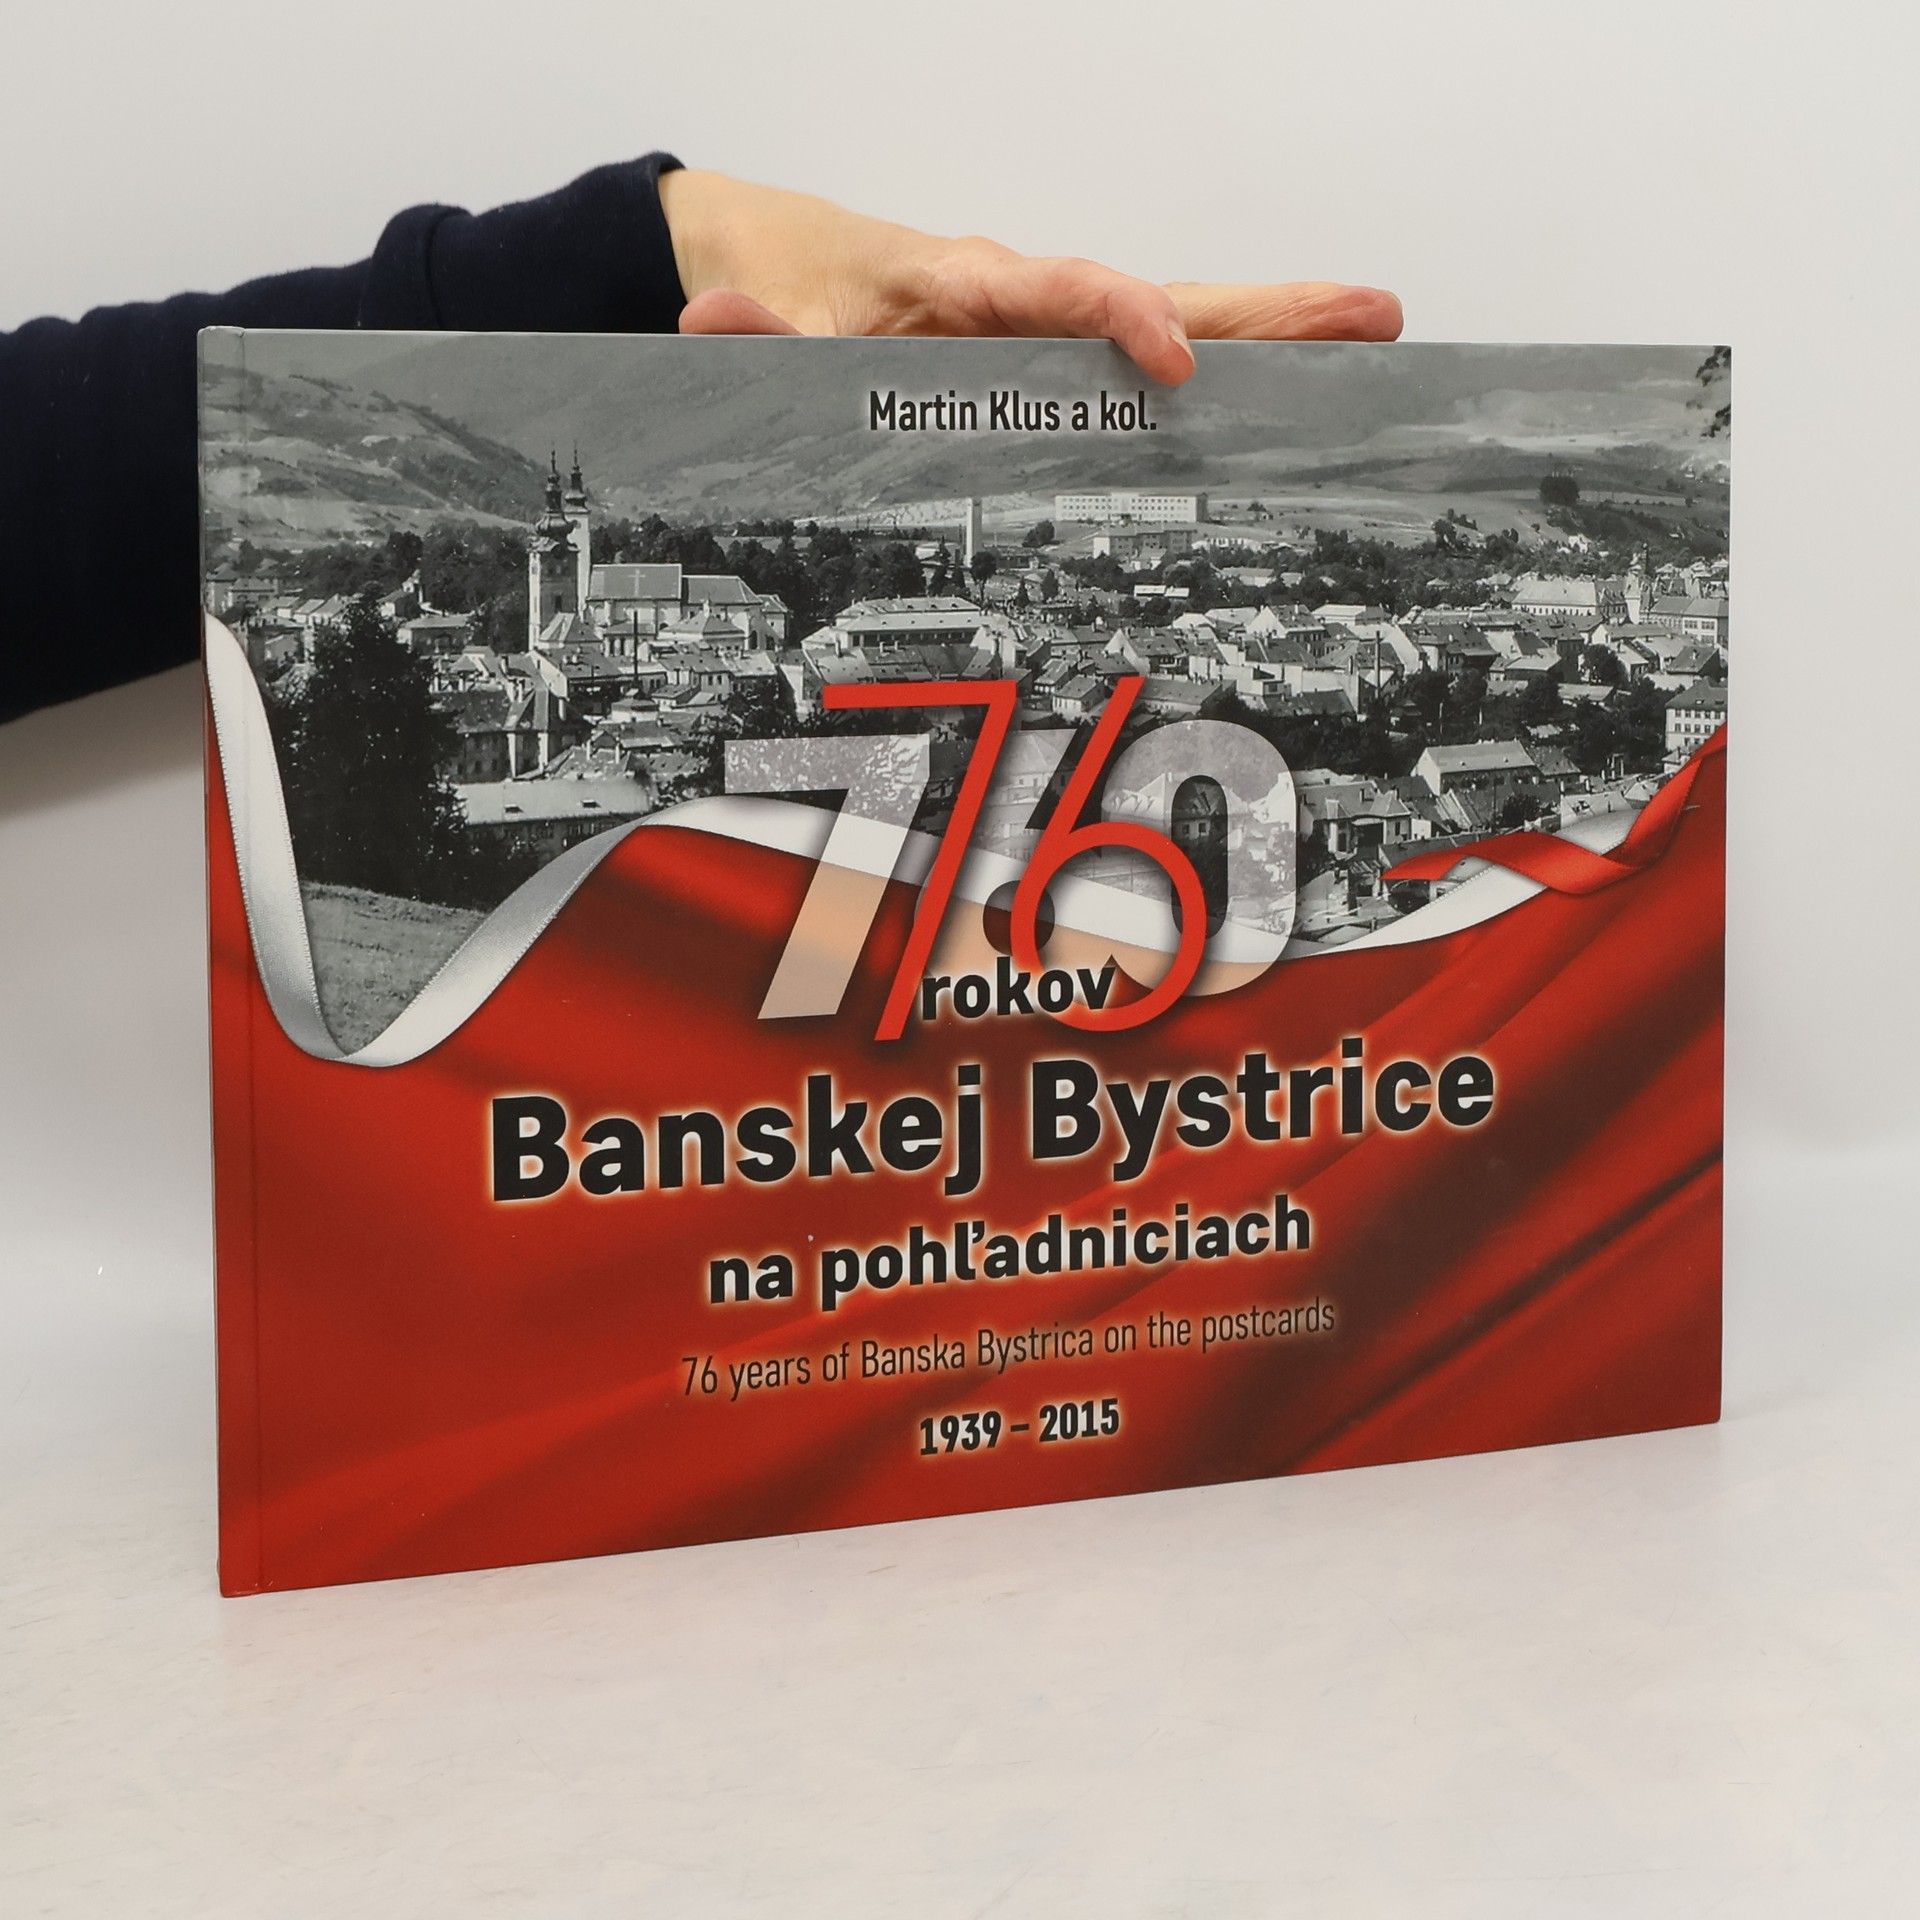 Martin Klus a kol.
760
76
rokov
Banskej Bystrice
na pohľadniciach
76 years of Banska Bystrica on the postcards
1939 – 2015